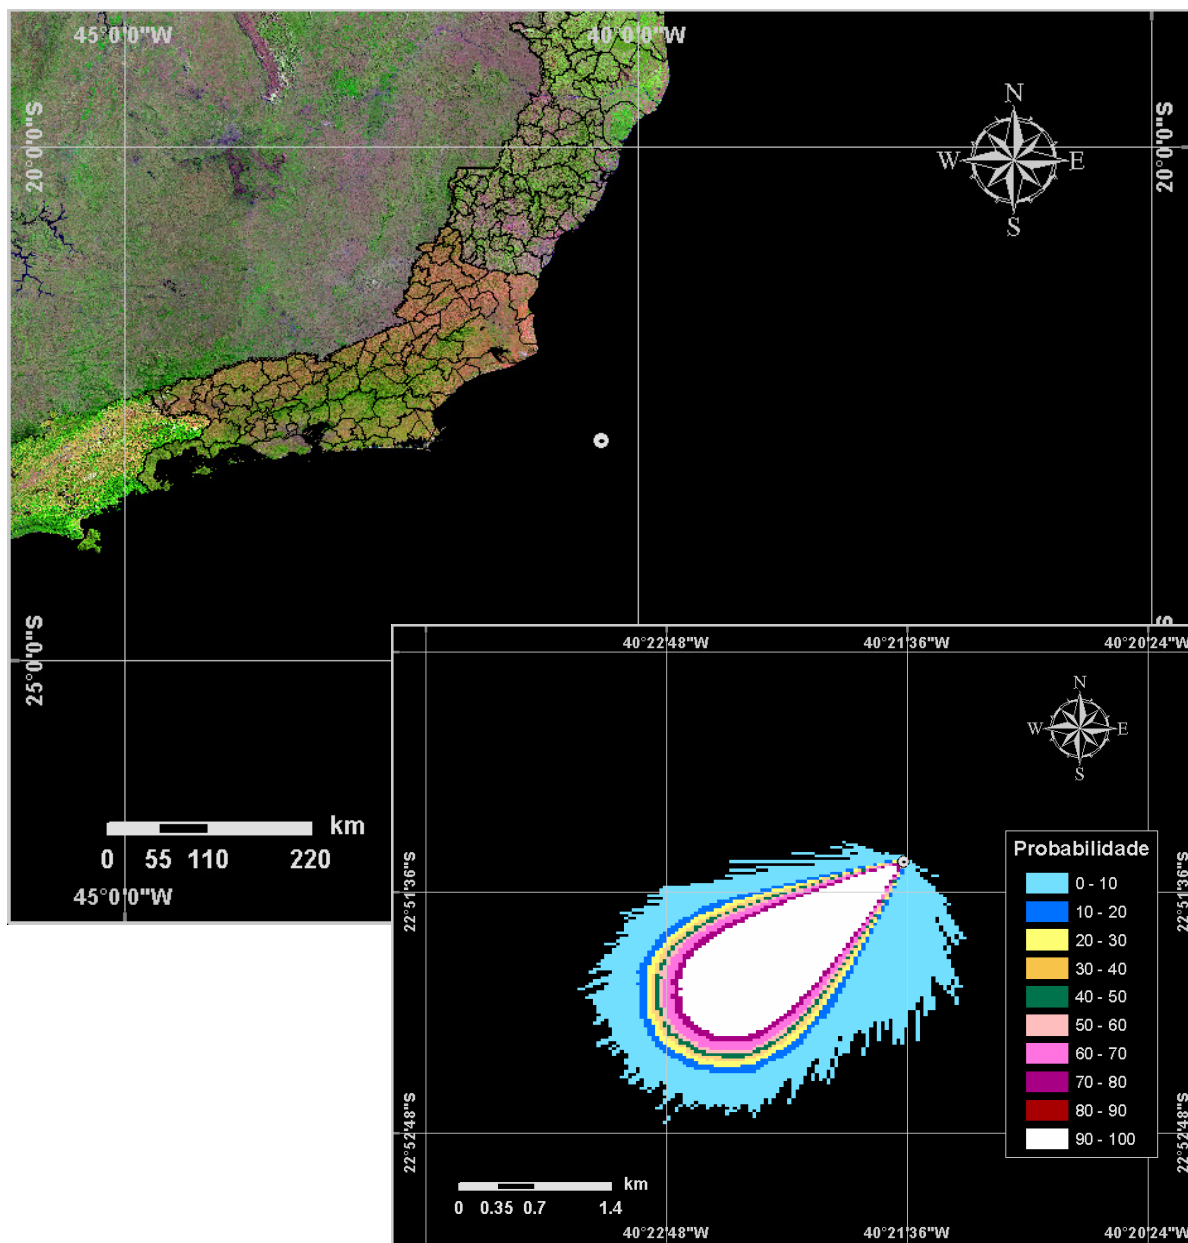 45°0'0"W
40°0'0"W
N
W
E
S
20°0'0"S
20°0'0"S
25°0'0"S
km
0 55 110 220
45°0'0"W
40°22'48"W
40°21'36"W
40°20'24"W
N
W
E
S
22°51'36"S
22°51'36"S
Probabilidade
0 - 10
10 - 20
20 - 30
30 - 40
40 - 50
50 - 60
60 - 70
70 - 80
80 - 90
90 - 100
22°52'48"S
22°52'48"S
km
0 0.35 0.7 1.4
40°22'48"W
40°21'36"W
40°20'24"W